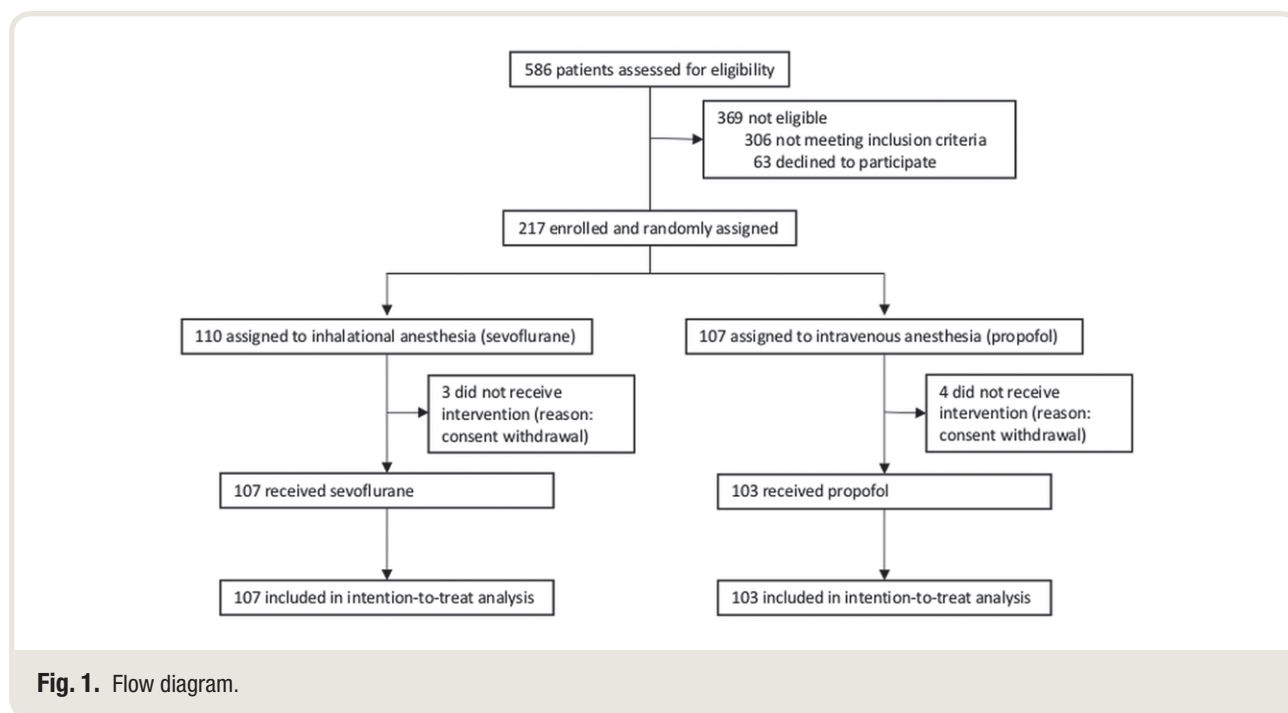 586 patients assessed for eligibility
369 not eligible
306 not meeting inclusion criteria
63 declined to participate
217 enrolled and randomly assigned
110 assigned to inhalational anesthesia (sevoflurane)
107 assigned to intravenous anesthesia (propofol)
3 did not receive
intervention (reason:
consent withdrawal)
4 did not receive
intervention (reason:
consent withdrawal)
107 received sevoflurane
103 received propofol
107 included in intention-to-treat analysis
103 included in intention-to-treat analysis
Fig. 1. Flow diagram.